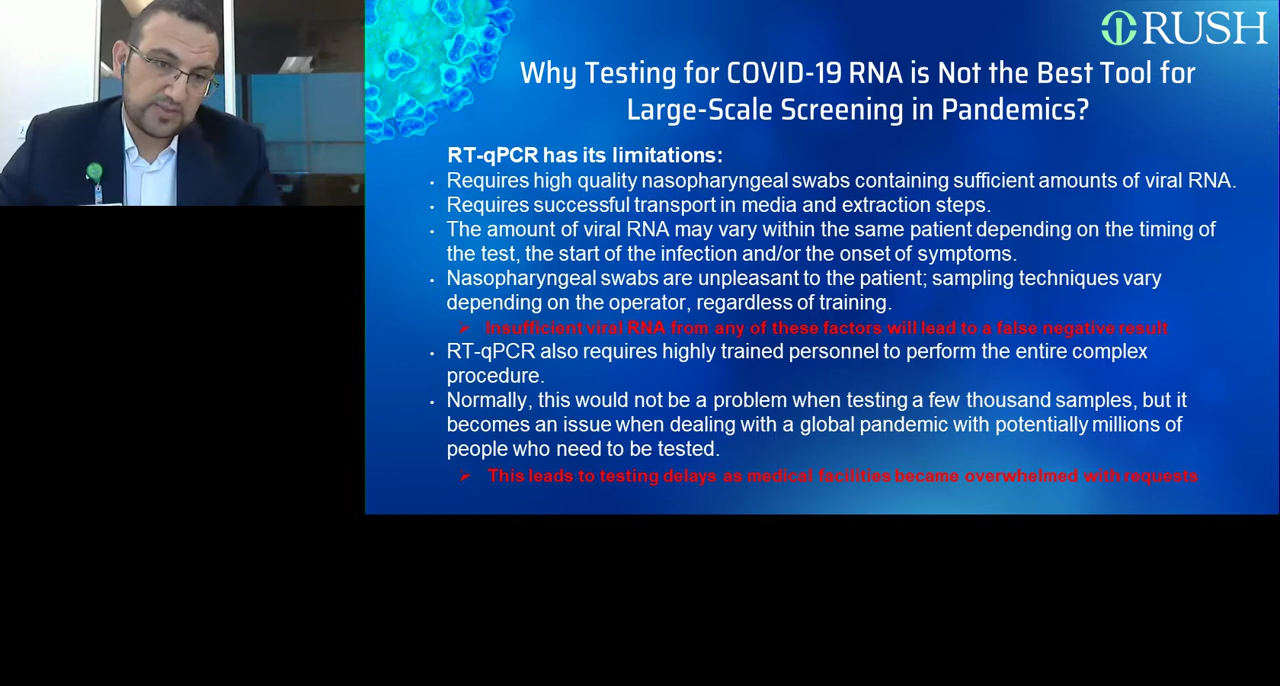 RUSH
Why Testing for COVID-19 RNA is Not the Best Tool for
Large-Scale Screening in Pandemics?
RT-qPCR has its limitations:
• Requires high quality nasopharyngeal swabs containing sufficient amounts of viral RNA.
• Requires successful transport in media and extraction steps.
• The amount of viral RNA may vary within the same patient depending on the timing of
the test, the start of the infection and/or the onset of symptoms.
• Nasopharyngeal swabs are unpleasant to the patient; sampling techniques vary
depending on the operator, regardless of training.
➤ Insufficient viral RNA from any of these factors will lead to a false negative result
• RT-qPCR also requires highly trained personnel to perform the entire complex
procedure.
• Normally, this would not be a problem when testing a few thousand samples, but it
becomes an issue when dealing with a global pandemic with potentially millions of
people who need to be tested.
➤ This leads to testing delays as medical facilities became overwhelmed with requests